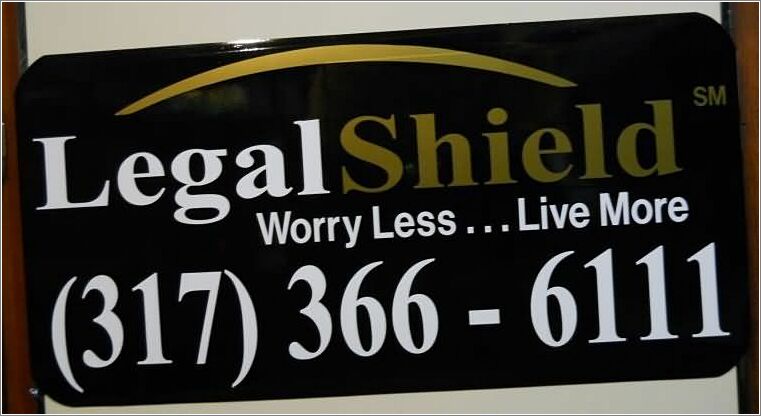 LegalShield SM
Worry Less . . . Live More
(317) 366 - 6111